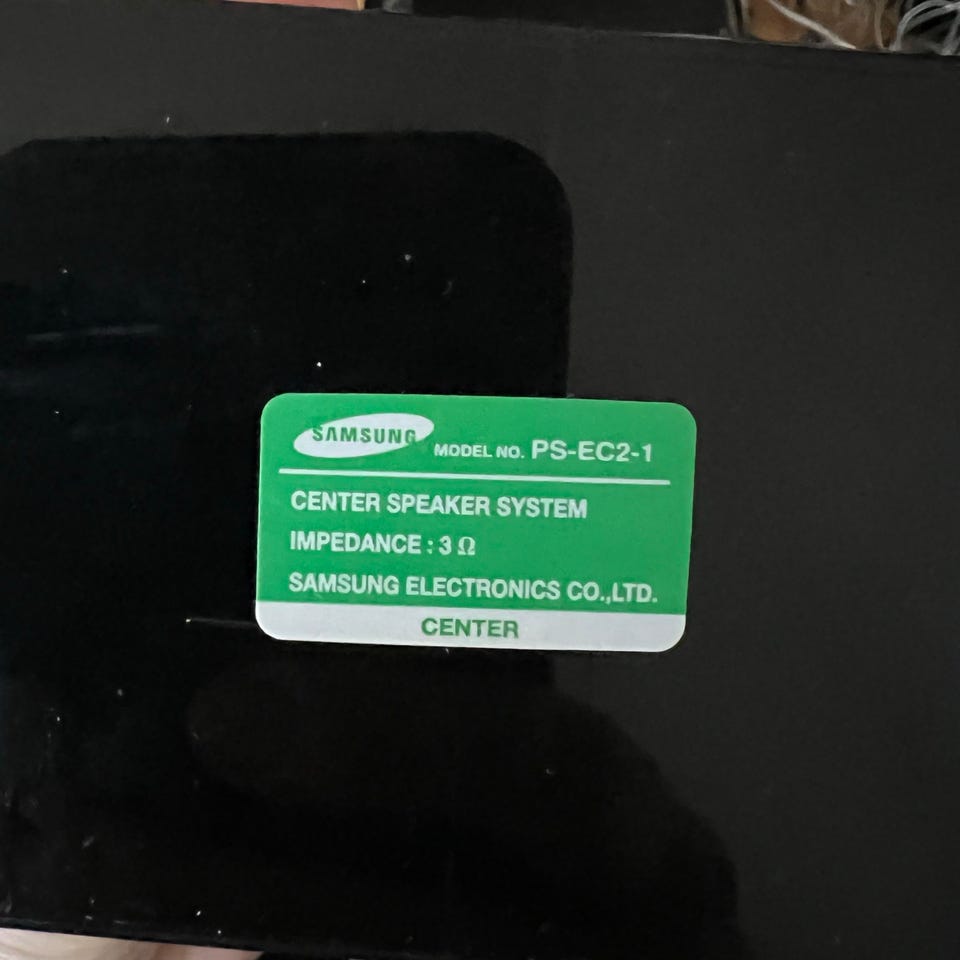 SAMSUNG MODEL NO. PS-EC2-1
CENTER SPEAKER SYSTEM
IMPEDANCE : 3 Ω
SAMSUNG ELECTRONICS CO.,LTD.
CENTER